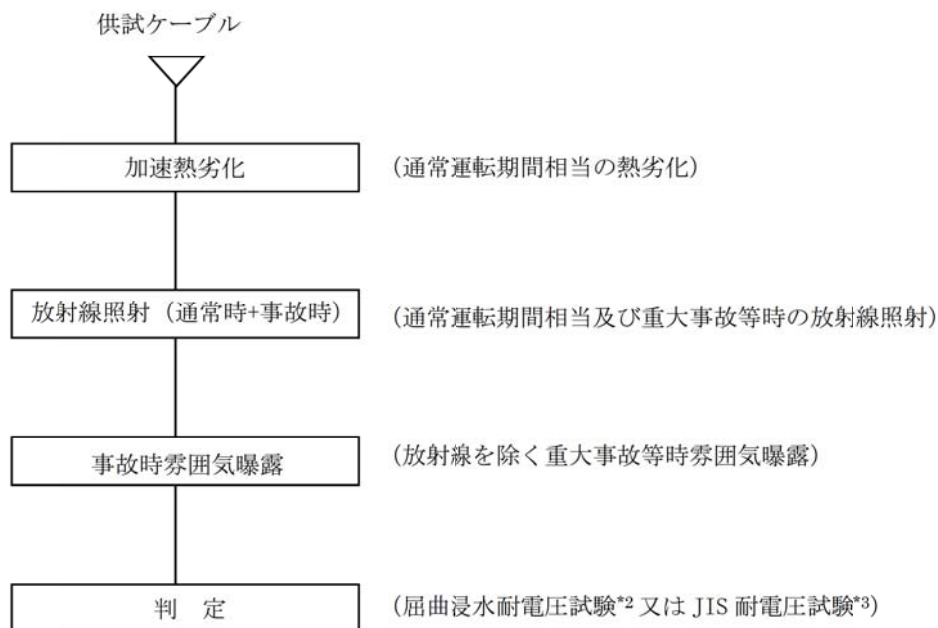 供試ケーブル
加速熱劣化 (通常運転期間相当の熱劣化)
放射線照射 (通常時+事故時) (通常運転期間相当及び重大事故等時の放射線照射)
事故時雰囲気曝露 (放射線を除く重大事故等時雰囲気曝露)
判 定 (屈曲浸水耐電圧試験*2 又は JIS 耐電圧試験*3)